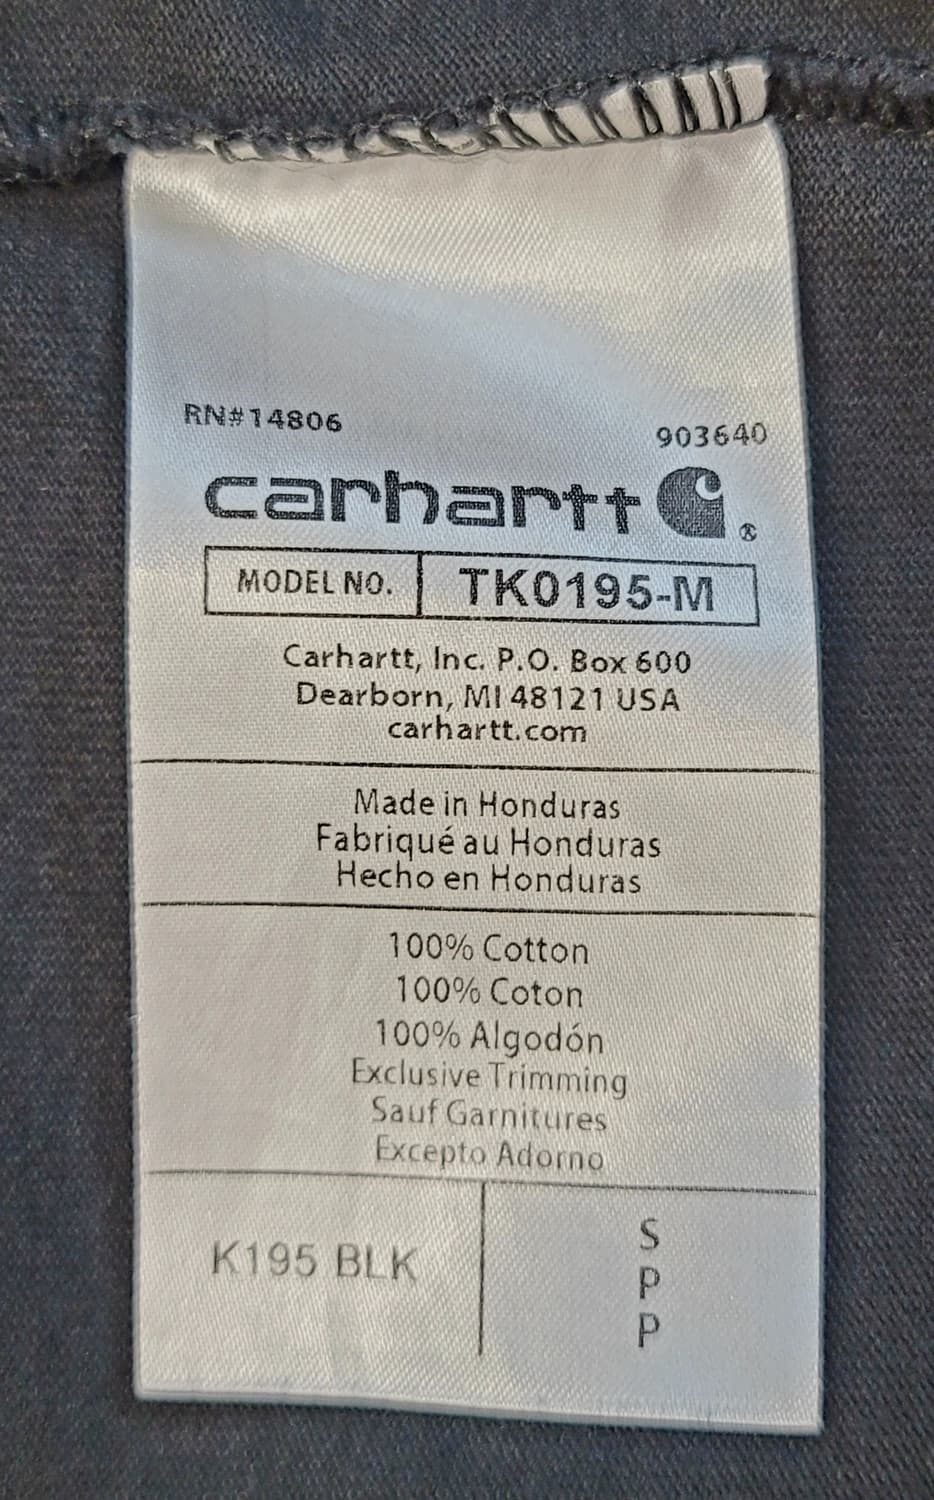 RN#14806
903640
carhartt ®
MODEL NO. TK0195-M
Carhartt, Inc. P.O. Box 600
Dearborn, MI 48121 USA
carhartt.com
Made in Honduras
Fabriqué au Honduras
Hecho en Honduras
100% Cotton
100% Coton
100% Algodón
Exclusive Trimming
Sauf Garnitures
Excepto Adorno
K195 BLK
S
P
P